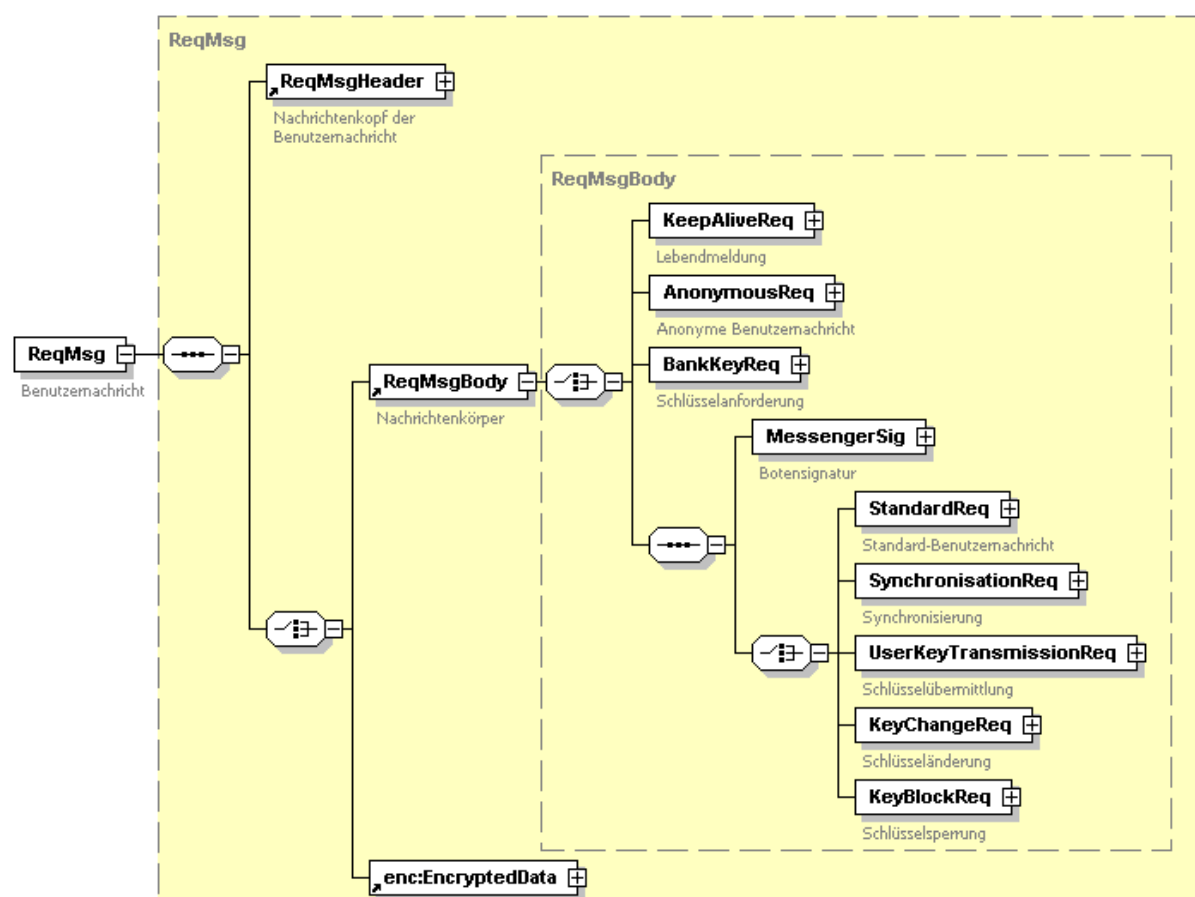 ReqMsg
ReqMsgHeader
Nachrichtenkopf der
Benutzernachricht
ReqMsgBody
KeepAliveReq
Lebendmeldung
AnonymousReq
Anonyme Benutzernachricht
ReqMsg
Benutzernachricht
ReqMsgBody
Nachrichtenkörper
BankKeyReq
Schlüsselanforderung
MessengerSig
Botensignatur
StandardReq
Standard-Benutzernachricht
SynchronisationReq
Synchronisierung
UserKeyTransmissionReq
Schlüsselübermittlung
KeyChangeReq
Schlüsseländerung
KeyBlockReq
Schlüsselsperrung
enc:EncryptedData